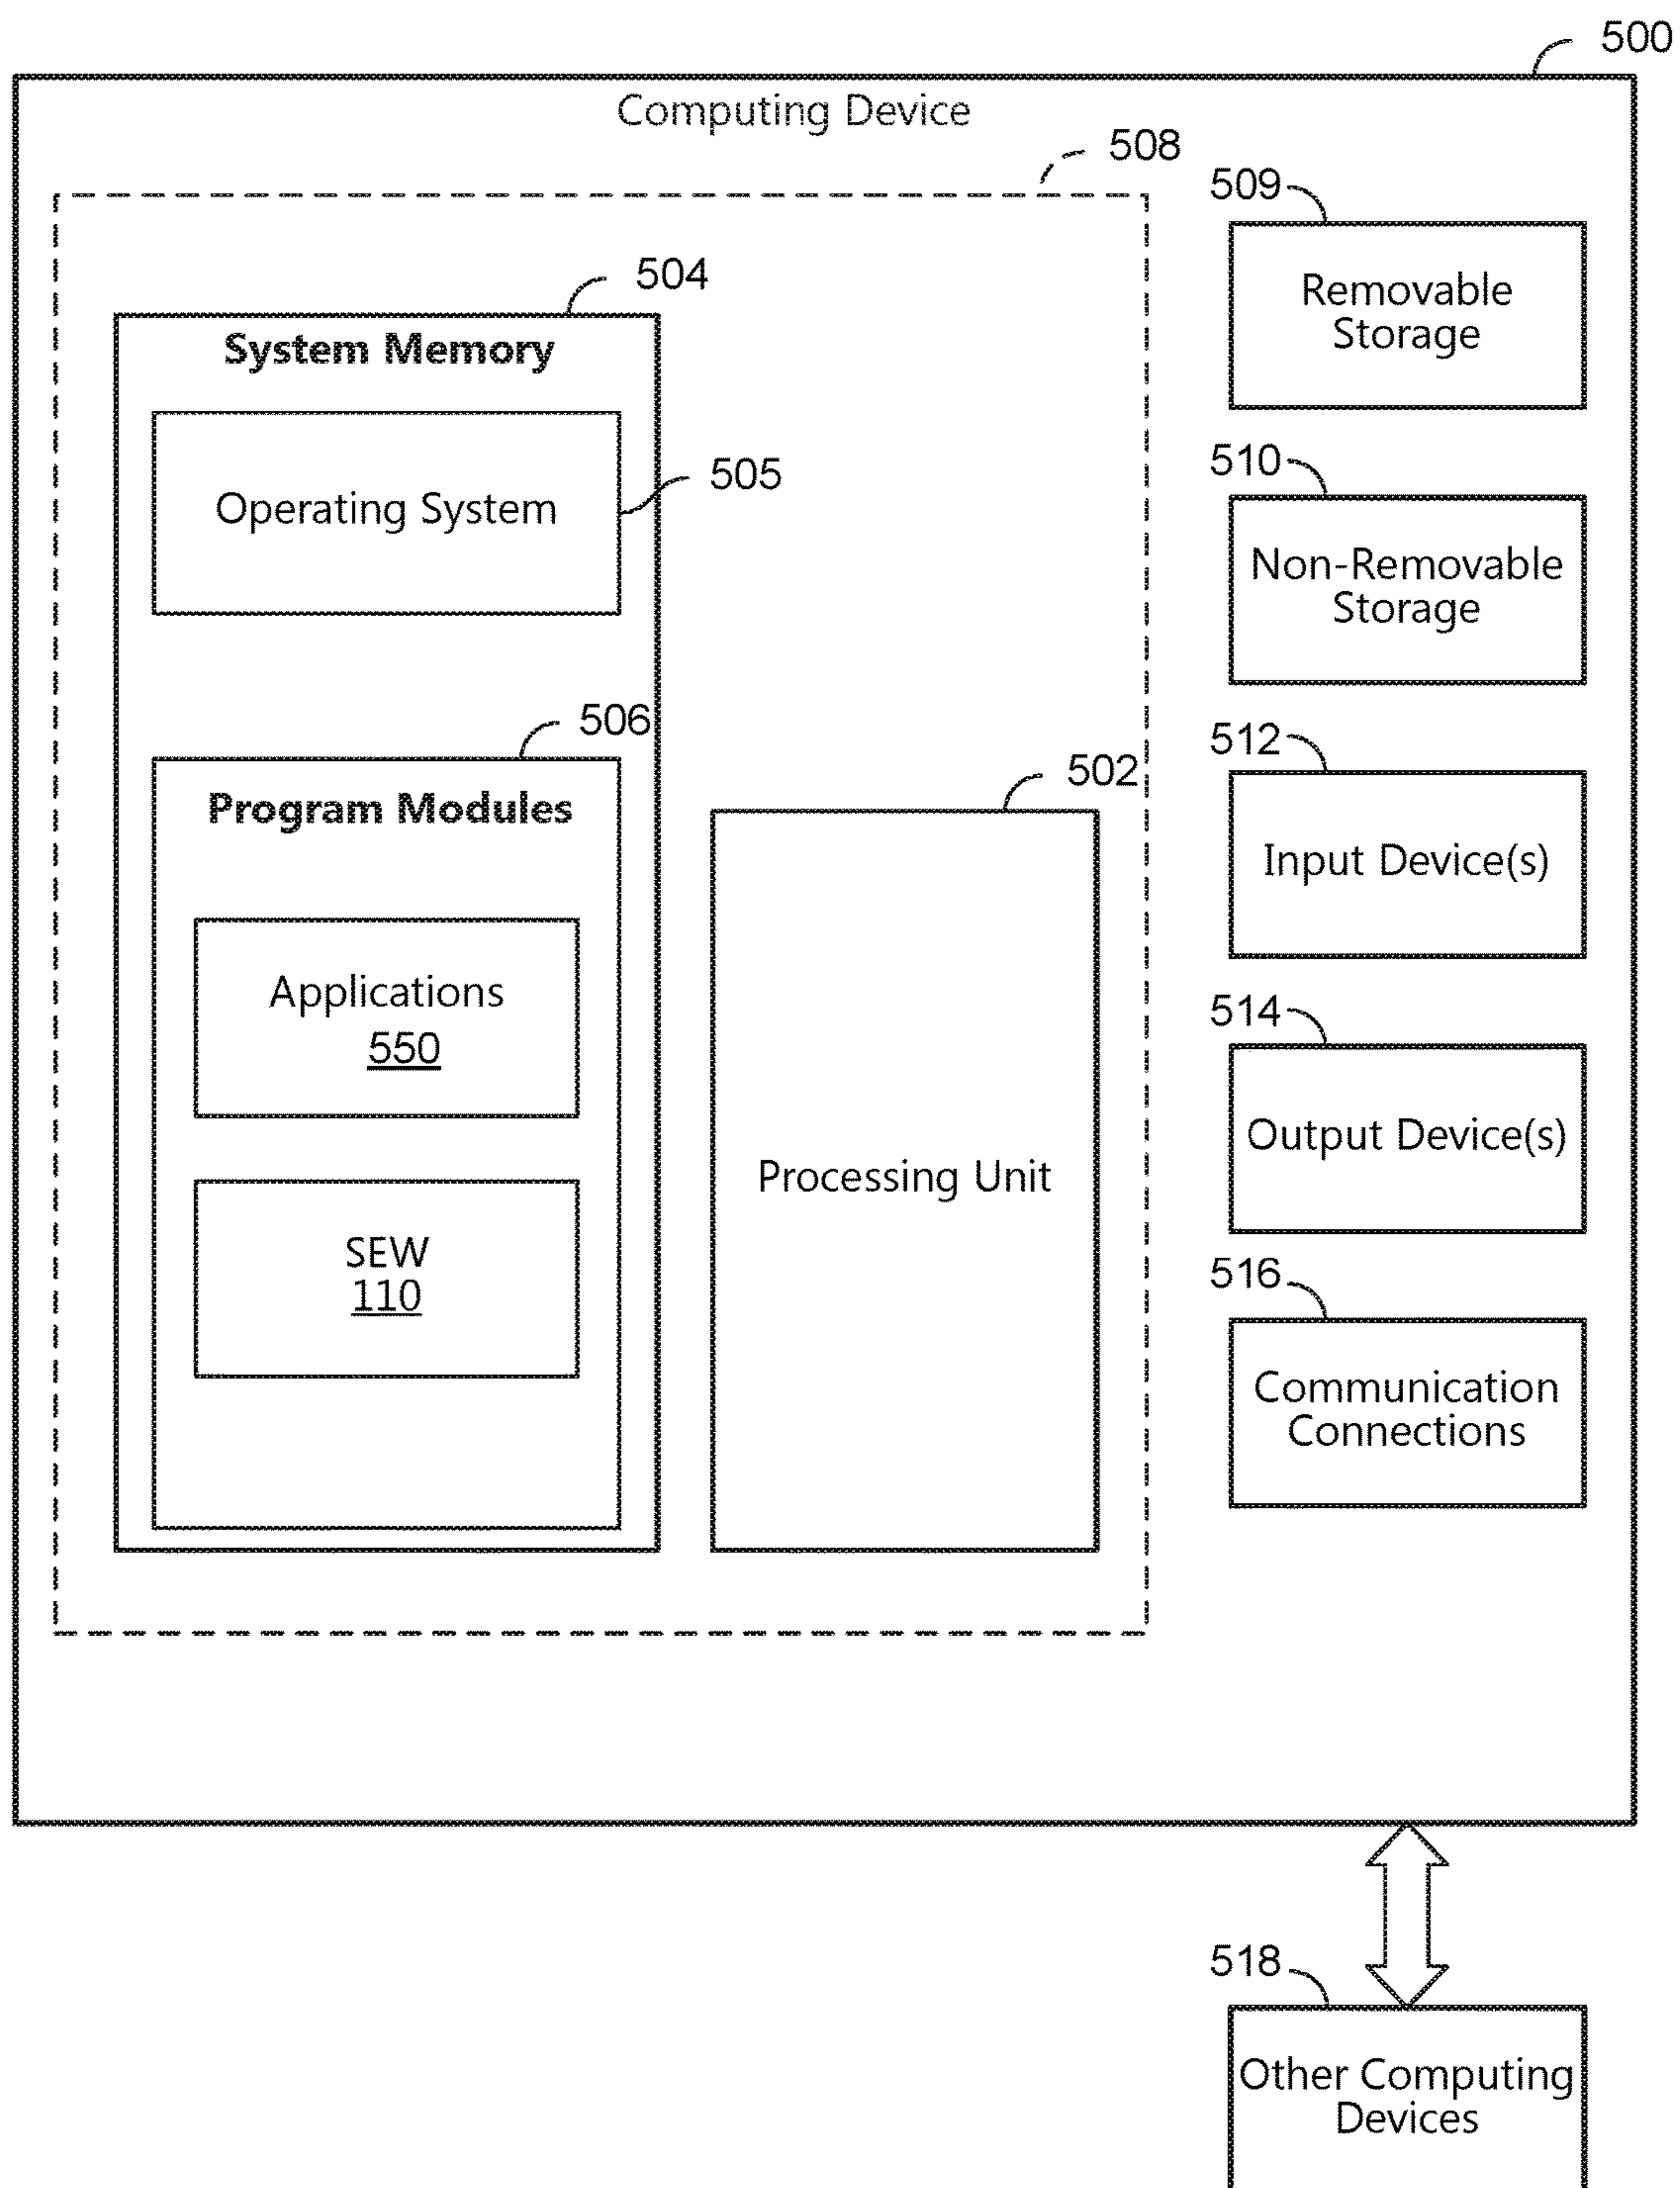 500
Computing Device
508
509
Removable
Storage
504
System Memory
Operating System
505
510
Non-Removable
Storage
506
Program Modules
502
512
Input Device(s)
Applications
550
514
Output Device(s)
Processing Unit
SEW
110
516
Communication
Connections
518
Other Computing
Devices